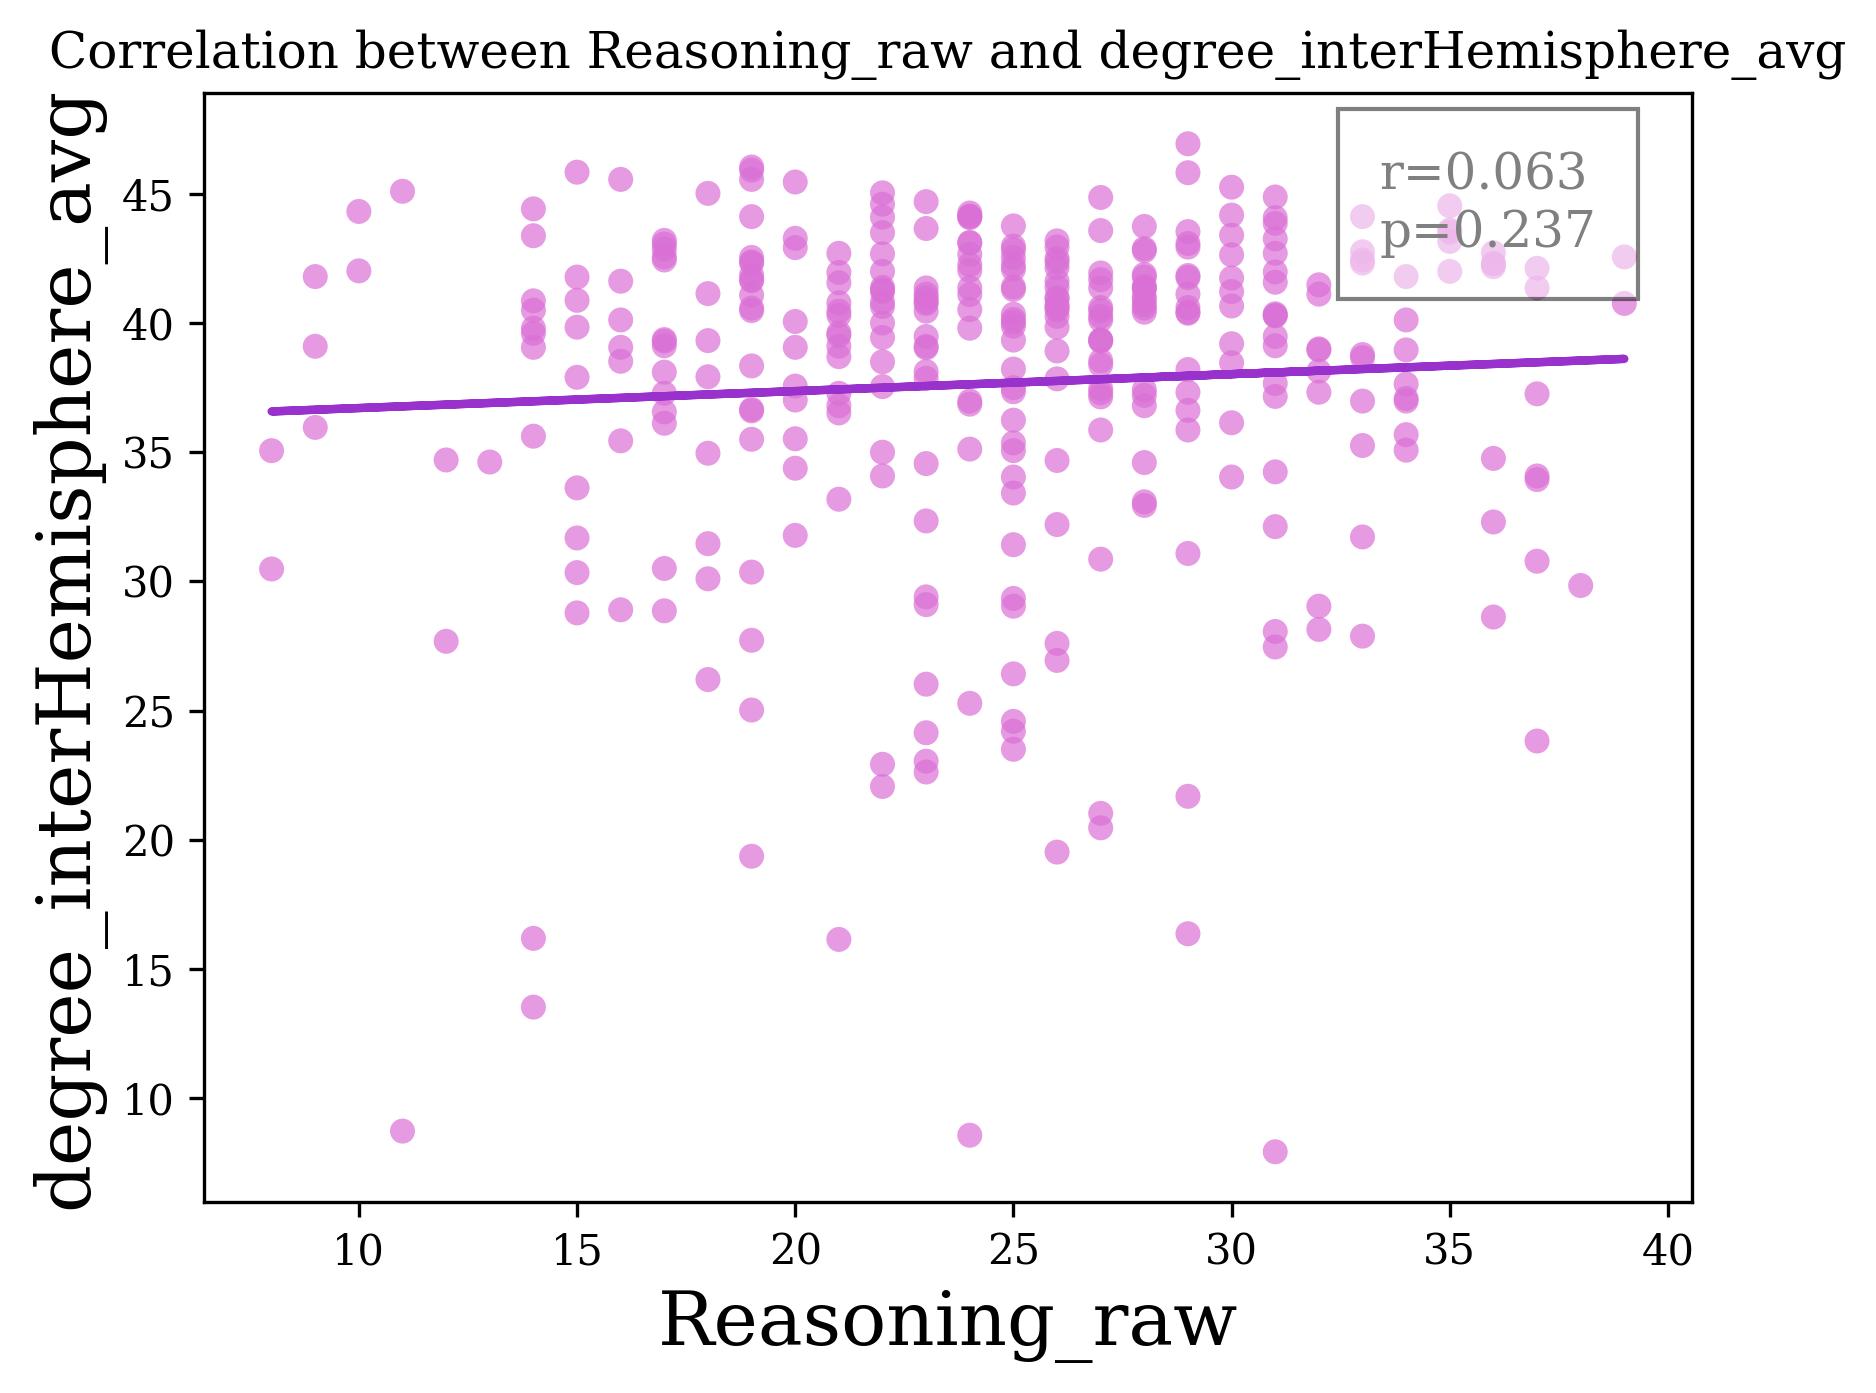 Correlation between Reasoning_raw and degree_interHemisphere_avg
degree_interHemisphere_avg
r=0.063
p=0.237
45
40
35
30
25
20
15
10
10 15 20 25 30 35 40
Reasoning_raw